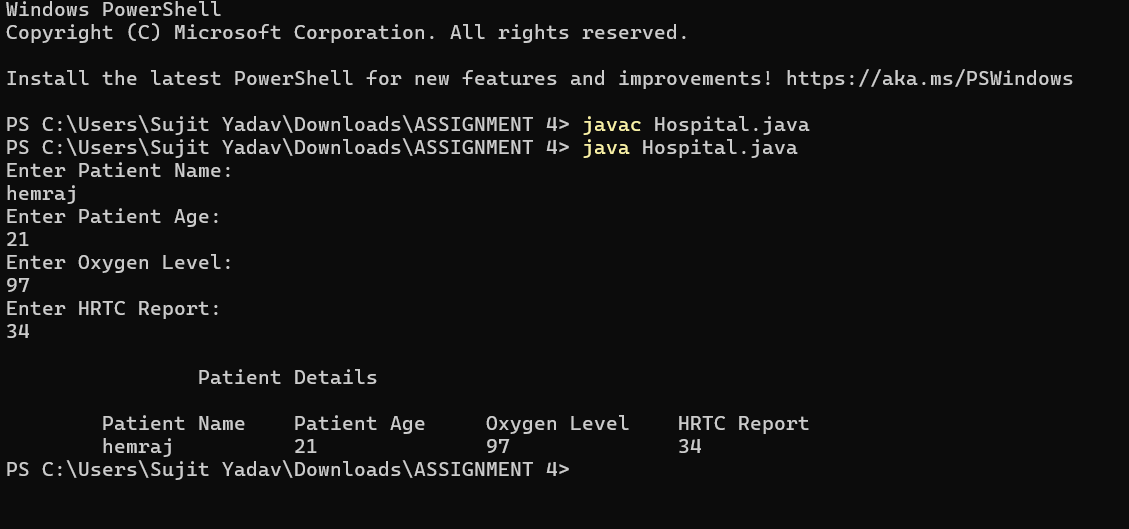 Windows PowerShell
Copyright (C) Microsoft Corporation. All rights reserved.
Install the latest PowerShell for new features and improvements! https://aka.ms/PSWindows
PS C:\Users\Sujit Yadav\Downloads\ASSIGNMENT 4> javac Hospital.java
PS C:\Users\Sujit Yadav\Downloads\ASSIGNMENT 4> java Hospital.java
Enter Patient Name:
hemraj
Enter Patient Age:
21
Enter Oxygen Level:
97
Enter HRTC Report:
34
Patient Details
Patient Name Patient Age Oxygen Level HRTC Report
hemraj 21 97 34
PS C:\Users\Sujit Yadav\Downloads\ASSIGNMENT 4>